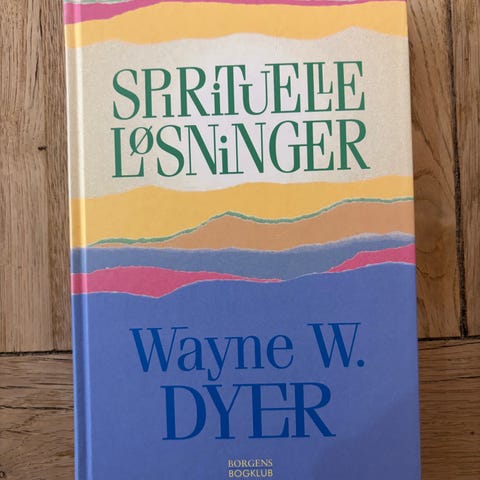 SPiRiTUELLE
LØSNiNGER
Wayne W.
DYER
BORGENS
BOGKLUB